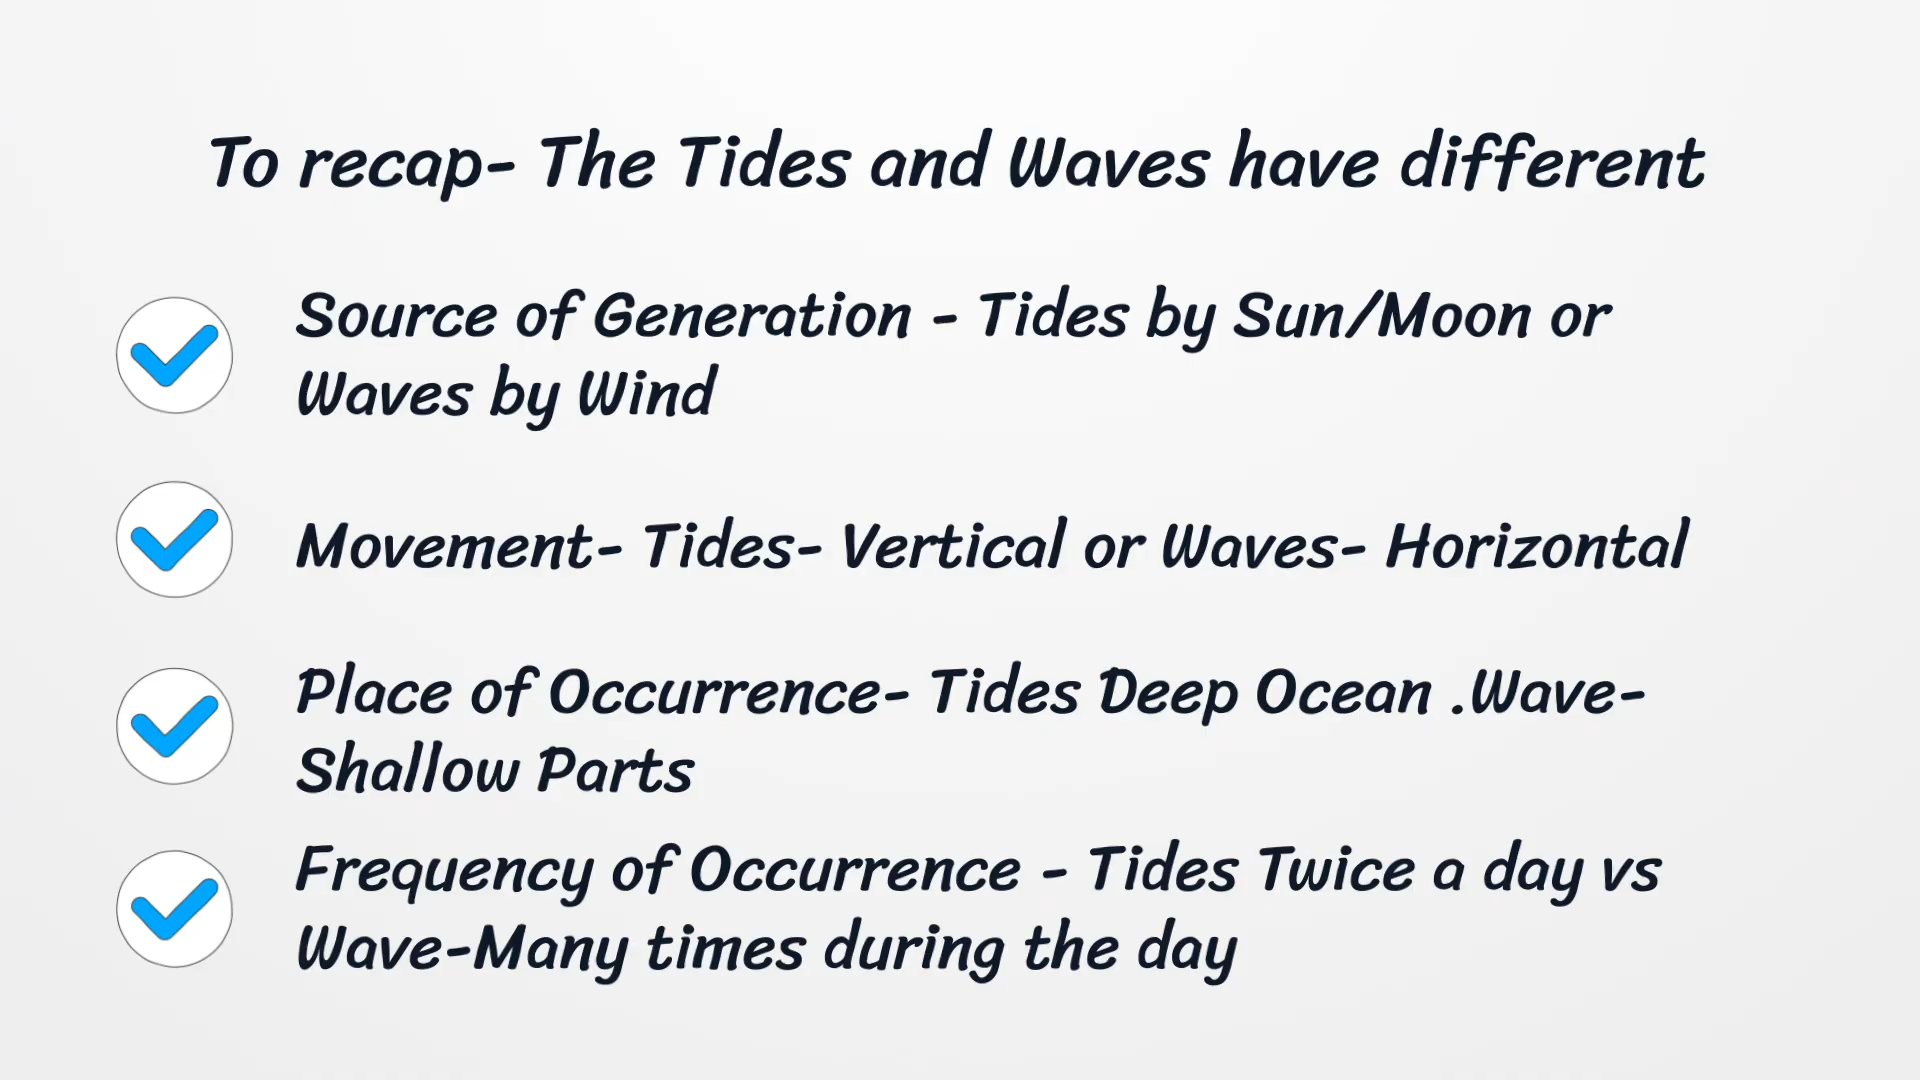 To recap- The Tides and Waves have different
Source of Generation - Tides by Sun/Moon or
Waves by Wind
Movement- Tides- Vertical or Waves- Horizontal
Place of Occurrence- Tides Deep Ocean .Wave-
Shallow Parts
Frequency of Occurrence - Tides Twice a day vs
Wave-Many times during the day